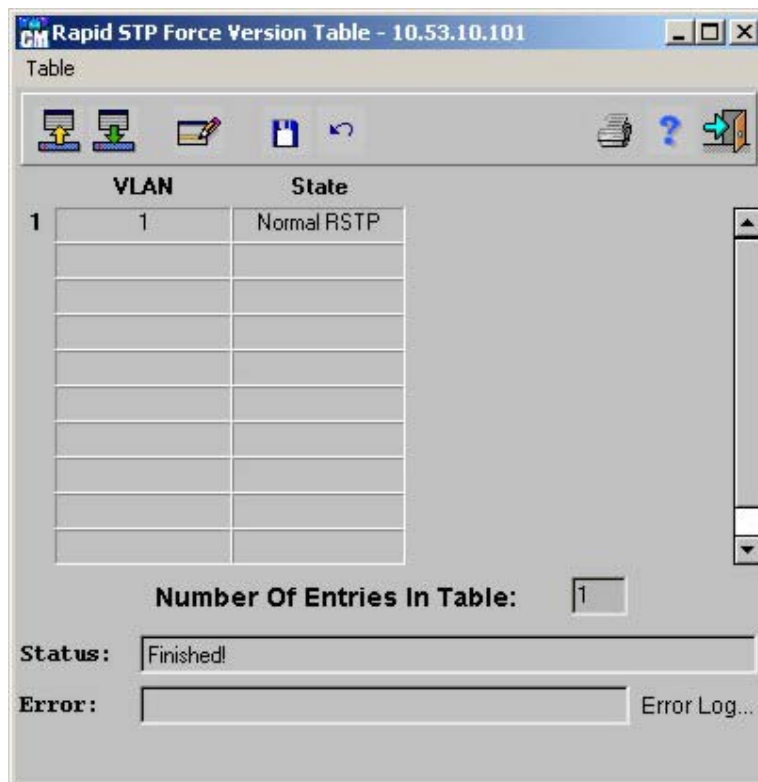 CM Rapid STP Force Version Table - 10.53.10.101
Table
?
VLAN State
1 1 Normal RSTP
Number Of Entries In Table: 1
Status: Finished!
Error: Error Log...